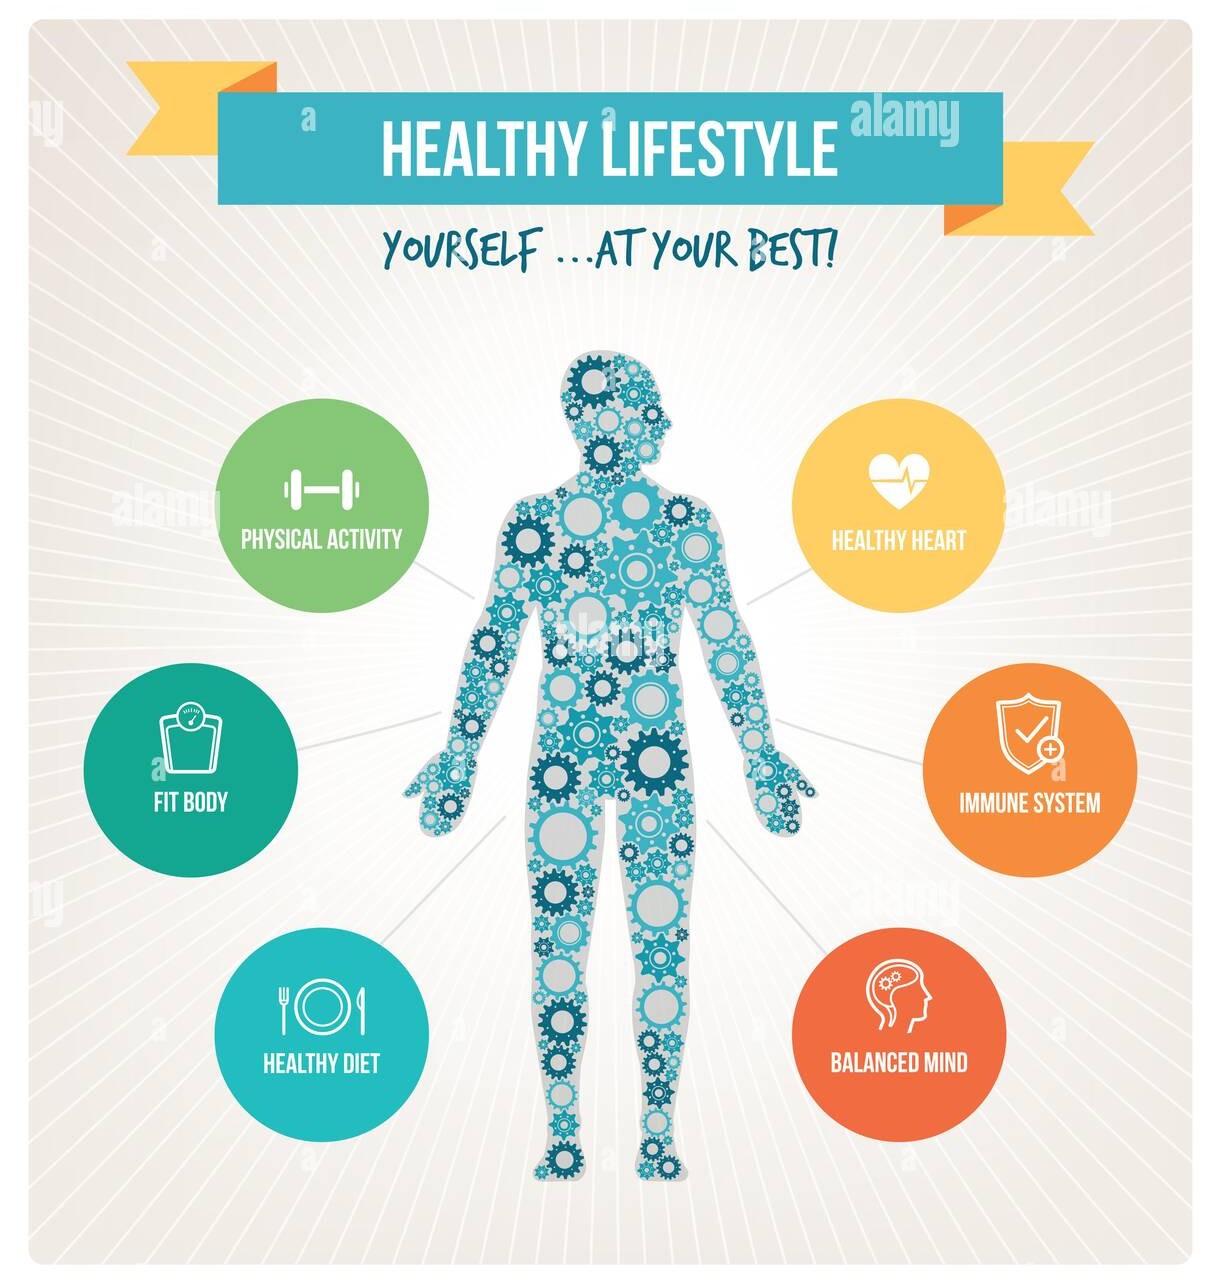 HEALTHY LIFESTYLE
YOURSELF ...AT YOUR BEST!
PHYSICAL ACTIVITY
HEALTHY HEART
FIT BODY
IMMUNE SYSTEM
HEALTHY DIET
BALANCED MIND
alamy